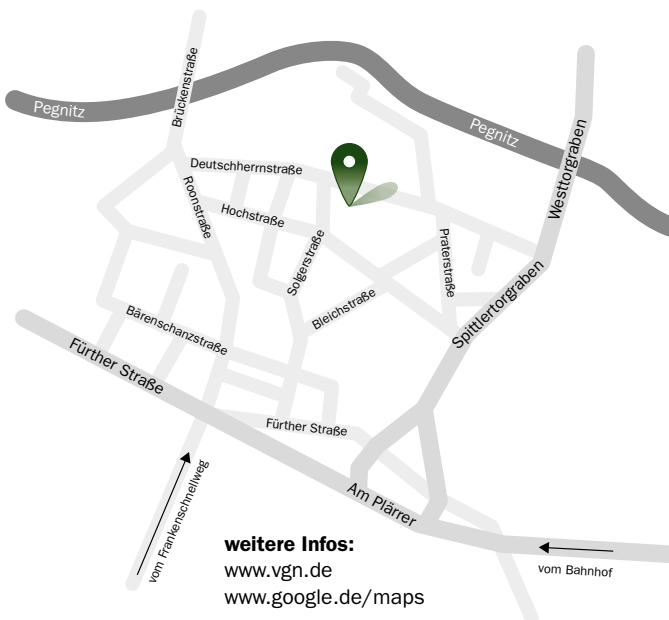 Pegnitz
Brückenstraße
Pegnitz
Westtorgraben
Deutschherrnstraße
Roonstraße
Hochstraße
Solgerstraße
Praterstraße
Bleichstraße
Spittlertorgraben
Bärenschanzstraße
Fürther Straße
Fürther Straße
Am Plärrer
vom Frankenschnellweg
vom Bahnhof
weitere Infos:
www.vgn.de
www.google.de/maps